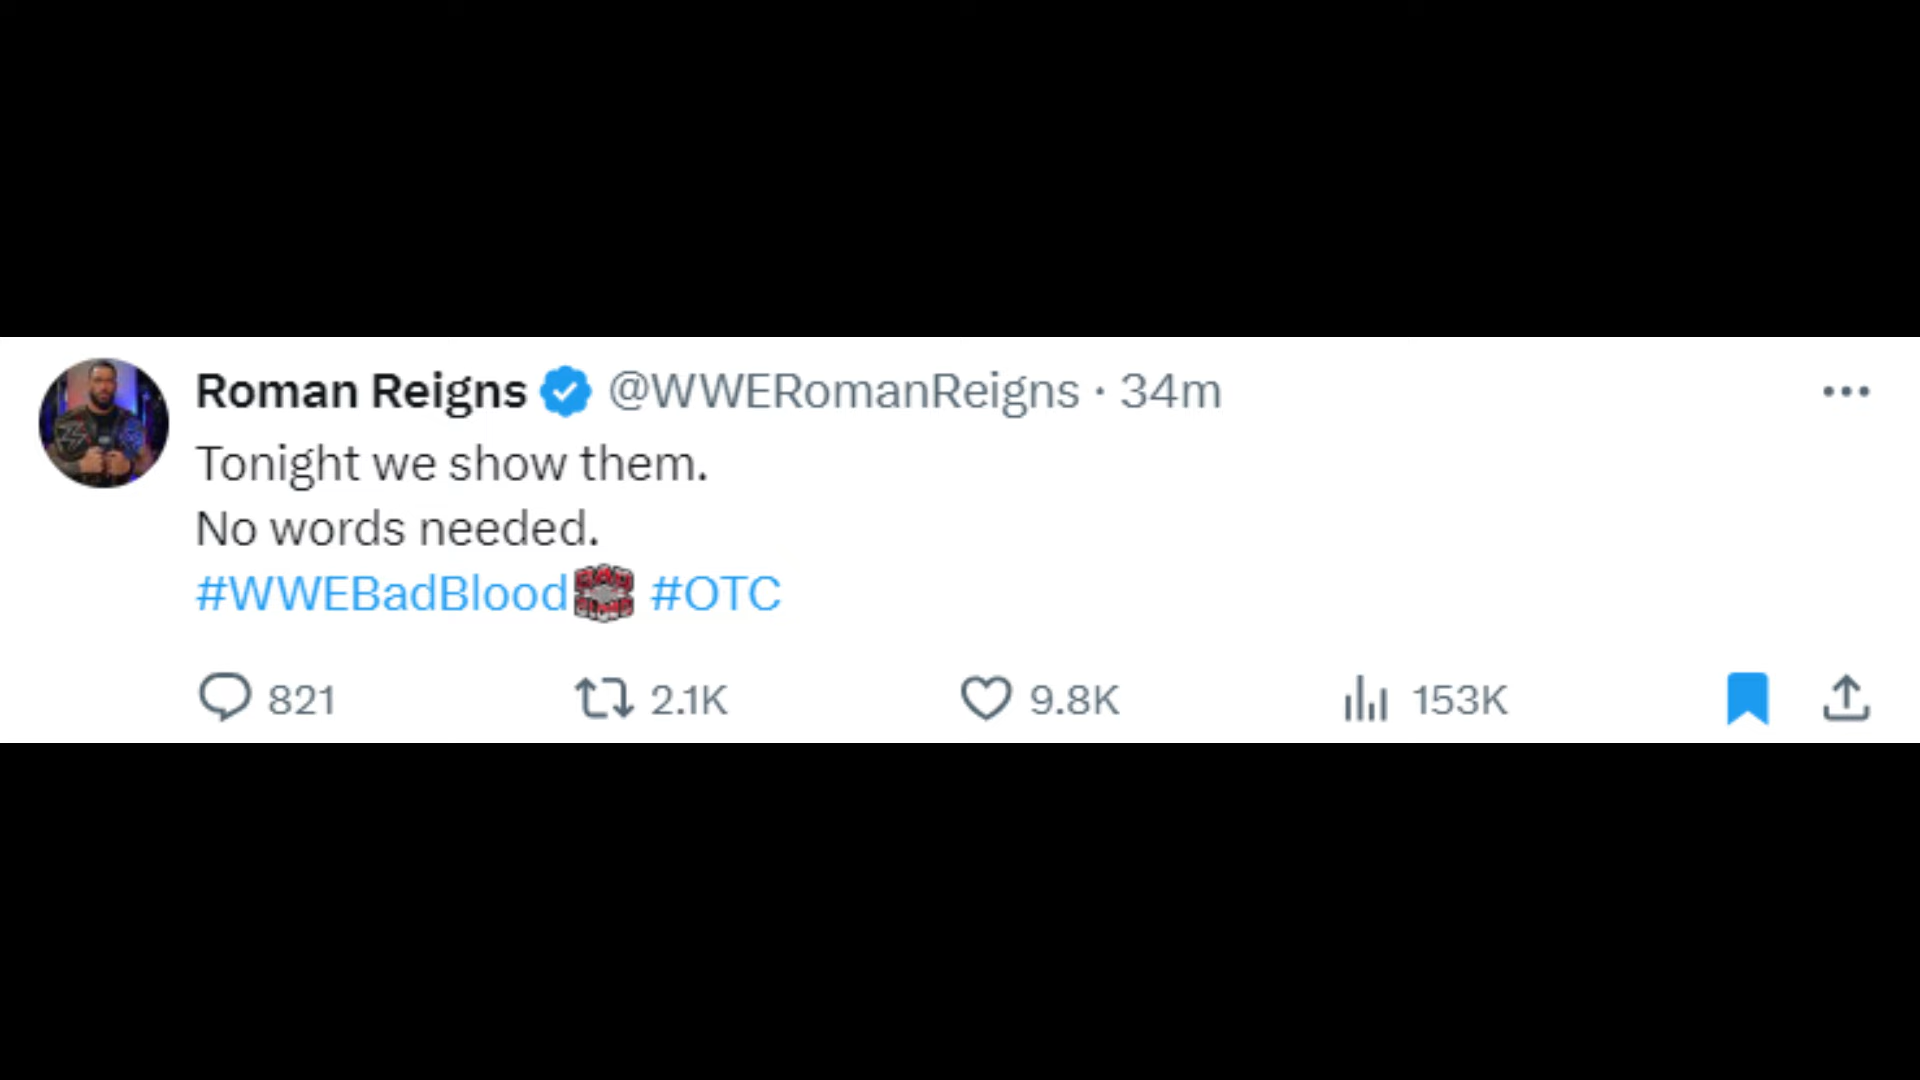 Roman Reigns @WWERomanReigns · 34m
Tonight we show them.
No words needed.
#WWEBadBlood #OTC
821 2.1K 9.8K 153K